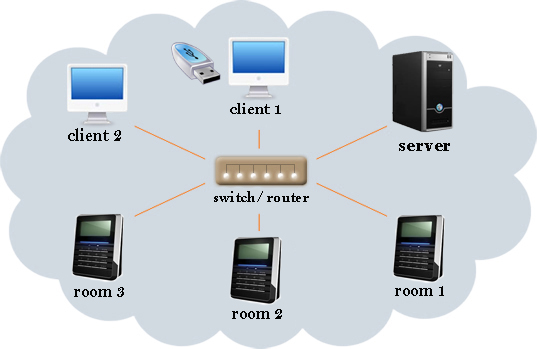 client 1
client 2
server
switch/ router
room 3
room 2
room 1